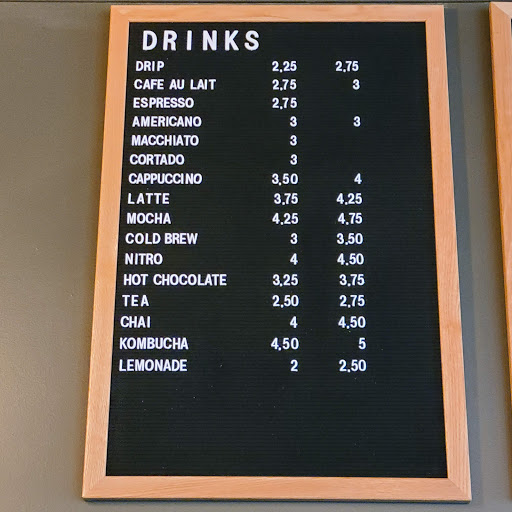 DRINKS
DRIP 2,25 2,75
CAFE AU LAIT 2,75 3
ESPRESSO 2,75
AMERICANO 3 3
MACCHIATO 3
CORTADO 3
CAPPUCCINO 3,50 4
LATTE 3,75 4,25
MOCHA 4,25 4,75
COLD BREW 3 3,50
NITRO 4 4,50
HOT CHOCOLATE 3,25 3,75
TEA 2,50 2,75
CHAI 4 4,50
KOMBUCHA 4,50 5
LEMONADE 2 2,50